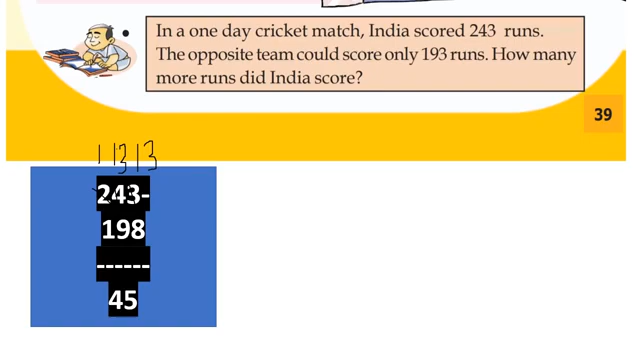 In a one day cricket match, India scored 243 runs.
The opposite team could score only 193 runs. How many
more runs did India score?
39
1 13 13
243-
198
------
45